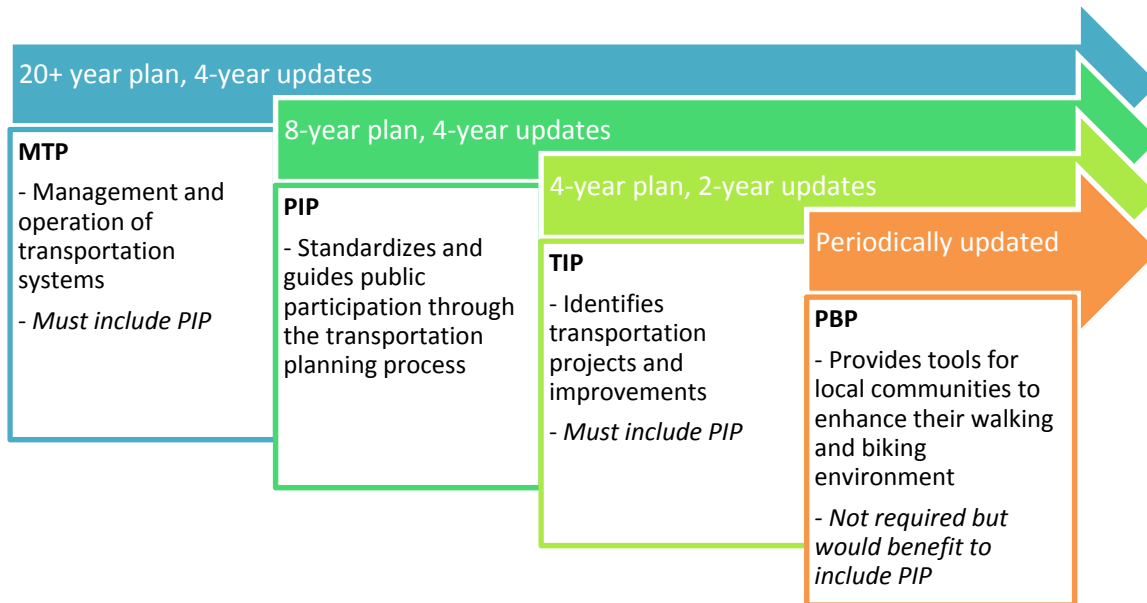 20+ year plan, 4-year updates
MTP
- Management and
operation of
transportation
systems
- Must include PIP
8-year plan, 4-year updates
PIP
- Standardizes and
guides public
participation through
the transportation
planning process
4-year plan, 2-year updates
TIP
- Identifies
transportation
projects and
improvements
- Must include PIP
Periodically updated
PBP
- Provides tools for
local communities to
enhance their walking
and biking
environment
- Not required but
would benefit to
include PIP